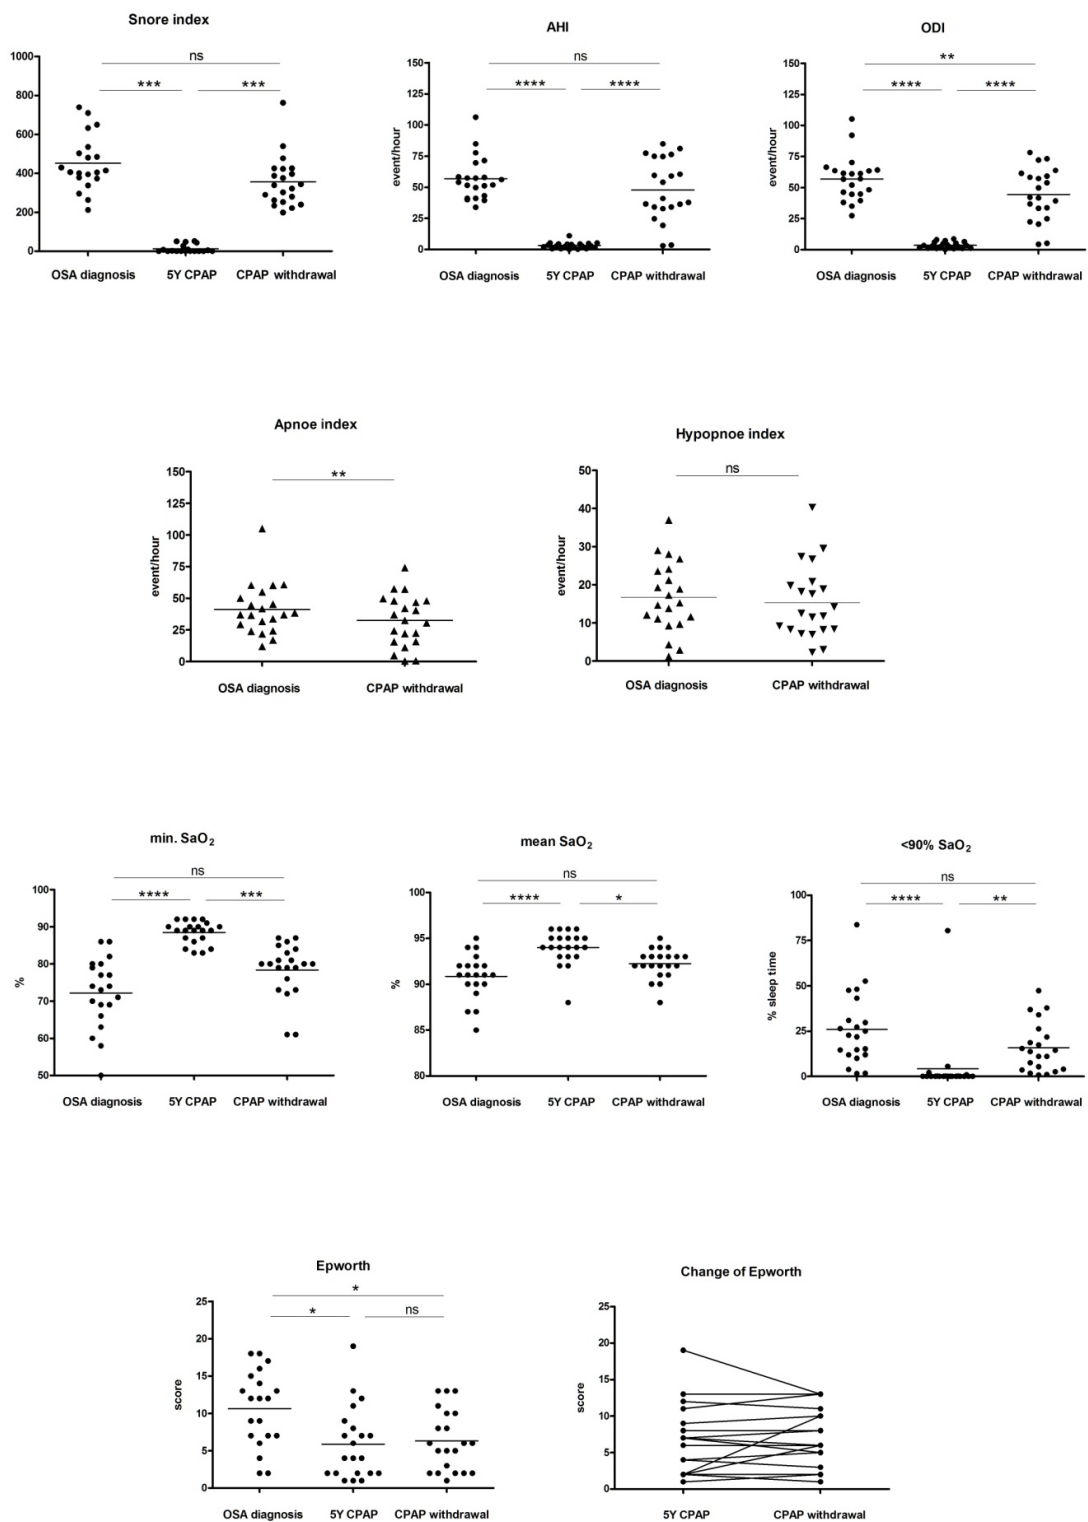 Snore index
ns
*** ***
1000
800
600
400
200
0
OSA diagnosis 5Y CPAP CPAP withdrawal
AHI
ns
**** ****
event/hour
150
125
100
75
50
25
0
OSA diagnosis 5Y CPAP CPAP withdrawal
ODI
**
**** ****
event/hour
150
125
100
75
50
25
0
OSA diagnosis 5Y CPAP CPAP withdrawal
Apnoe index
**
event/hour
150
125
100
75
50
25
0
OSA diagnosis CPAP withdrawal
Hypopnoe index
ns
event/hour
50
40
30
20
10
0
OSA diagnosis CPAP withdrawal
min. SaO2
ns
**** ***
%
100
90
80
70
60
50
OSA diagnosis 5Y CPAP CPAP withdrawal
mean SaO2
ns
**** *
%
100
95
90
85
80
OSA diagnosis 5Y CPAP CPAP withdrawal
<90% SaO2
ns
**** **
% sleep time
100
75
50
25
0
OSA diagnosis 5Y CPAP CPAP withdrawal
Epworth
*
* ns
score
25
20
15
10
5
0
OSA diagnosis 5Y CPAP CPAP withdrawal
Change of Epworth
score
25
20
15
10
5
0
5Y CPAP CPAP withdrawal